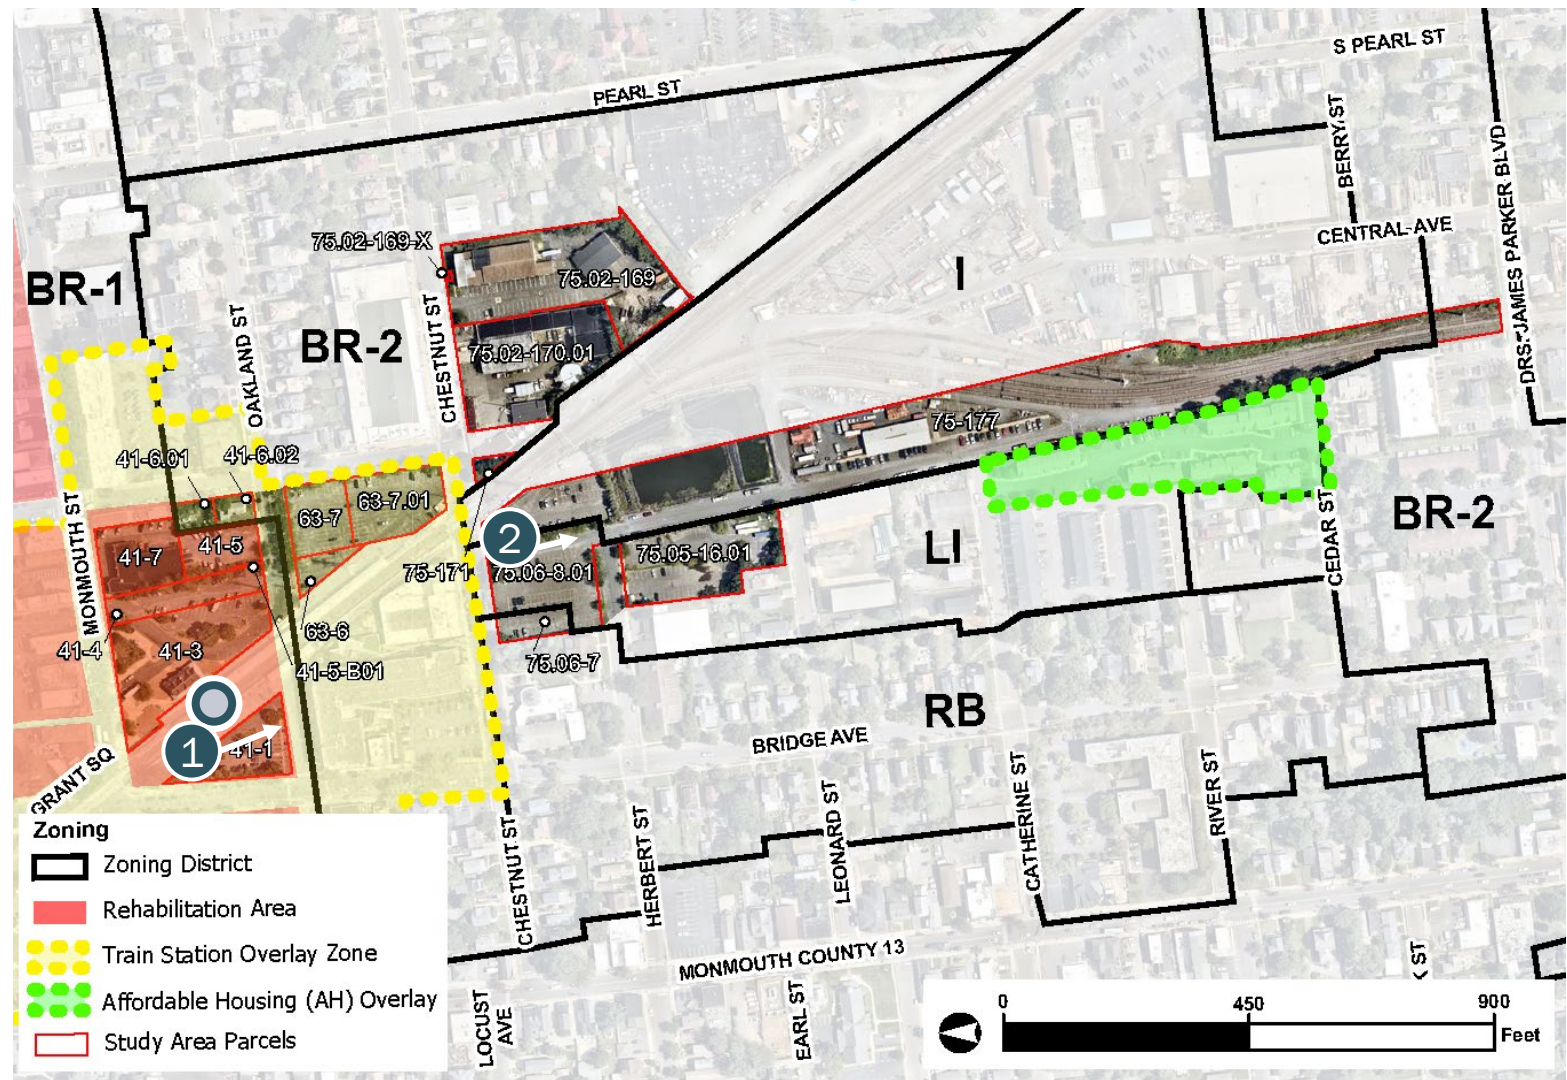 S PEARL ST
PEARL ST
BERRY ST
DRS. JAMES PARKER BLVD
CENTRAL AVE
75.02-169-X
75.02-169
I
BR-1
OAKLAND ST
BR-2
CHESTNUT ST
75.02-170.01
75-177
41-6.01
41-6.02
63-7
63-7.01
MONMOUTH ST
41-7
41-5
2
75.05-16.01
LI
CEDAR ST
BR-2
75-171
75.06-8.01
41-4
41-3
63-6
41-5-B01
75.06-7
RB
1
41-1
BRIDGE AVE
GRANT SQ
CATHERINE ST
RIVER ST
CHESTNUT ST
HERBERT ST
LEONARD ST
MONMOUTH COUNTY 13
LOCUST
AVE
EARL ST
Zoning
Zoning District
Rehabilitation Area
Train Station Overlay Zone
Affordable Housing (AH) Overlay
Study Area Parcels
0
450
900
Feet